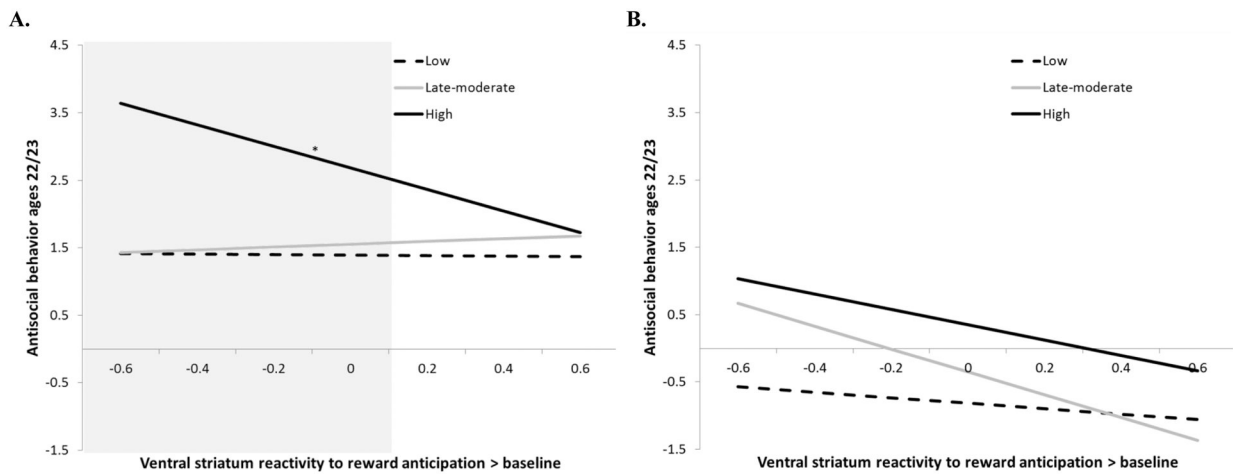 A.
4.5
3.5
2.5
1.5
0.5
-0.5
-1.5
Antisocial behavior ages 22/23
Low
Late-moderate
High
*
-0.6 -0.4 -0.2 0 0.2 0.4 0.6
Ventral striatum reactivity to reward anticipation > baseline
B.
4.5
3.5
2.5
1.5
0.5
-0.5
-1.5
Antisocial behavior ages 22/23
Low
Late-moderate
High
-0.6 -0.4 -0.2 0 0.2 0.4 0.6
Ventral striatum reactivity to reward anticipation > baseline